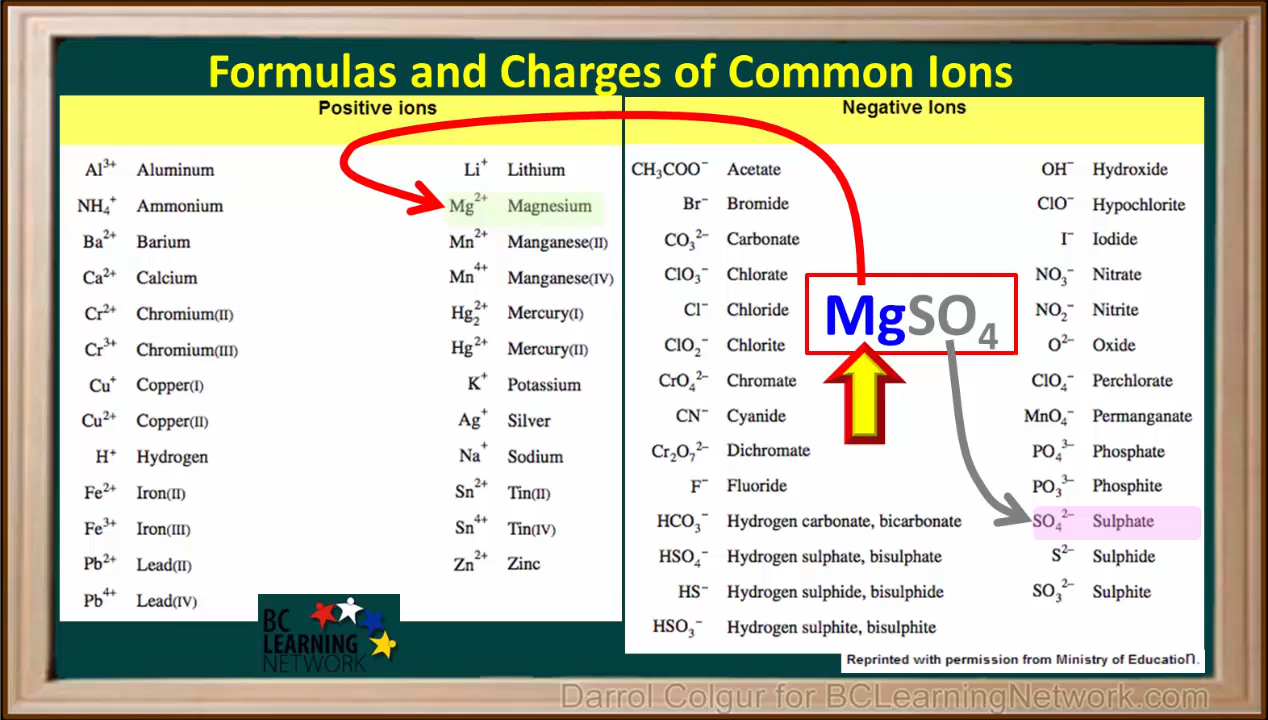 Formulas and Charges of Common Ions
Positive ions
Al³⁺ Aluminum
NH₄⁺ Ammonium
Ba²⁺ Barium
Ca²⁺ Calcium
Cr²⁺ Chromium(II)
Cr³⁺ Chromium(III)
Cu⁺ Copper(I)
Cu²⁺ Copper(II)
H⁺ Hydrogen
Fe²⁺ Iron(II)
Fe³⁺ Iron(III)
Pb²⁺ Lead(II)
Pb⁴⁺ Lead(IV)
Li⁺ Lithium
Mg²⁺ Magnesium
Mn²⁺ Manganese(II)
Mn⁴⁺ Manganese(IV)
Hg₂²⁺ Mercury(I)
Hg²⁺ Mercury(II)
K⁺ Potassium
Ag⁺ Silver
Na⁺ Sodium
Sn²⁺ Tin(II)
Sn⁴⁺ Tin(IV)
Zn²⁺ Zinc
Negative Ions
CH₃COO⁻ Acetate
Br⁻ Bromide
CO₃²⁻ Carbonate
ClO₃⁻ Chlorate
Cl⁻ Chloride
ClO₂⁻ Chlorite
CrO₄²⁻ Chromate
CN⁻ Cyanide
Cr₂O₇²⁻ Dichromate
F⁻ Fluoride
HCO₃⁻ Hydrogen carbonate, bicarbonate
HSO₄⁻ Hydrogen sulphate, bisulphate
HS⁻ Hydrogen sulphide, bisulphide
HSO₃⁻ Hydrogen sulphite, bisulphite
MgSO₄
OH⁻ Hydroxide
ClO⁻ Hypochlorite
I⁻ Iodide
NO₃⁻ Nitrate
NO₂⁻ Nitrite
O²⁻ Oxide
ClO₄⁻ Perchlorate
MnO₄⁻ Permanganate
PO₄³⁻ Phosphate
PO₃³⁻ Phosphite
SO₄²⁻ Sulphate
S²⁻ Sulphide
SO₃²⁻ Sulphite
BC
LEARNING
NETWORK
Reprinted with permission from Ministry of Education.
Darrol Colgur for BCLearningNetwork.com